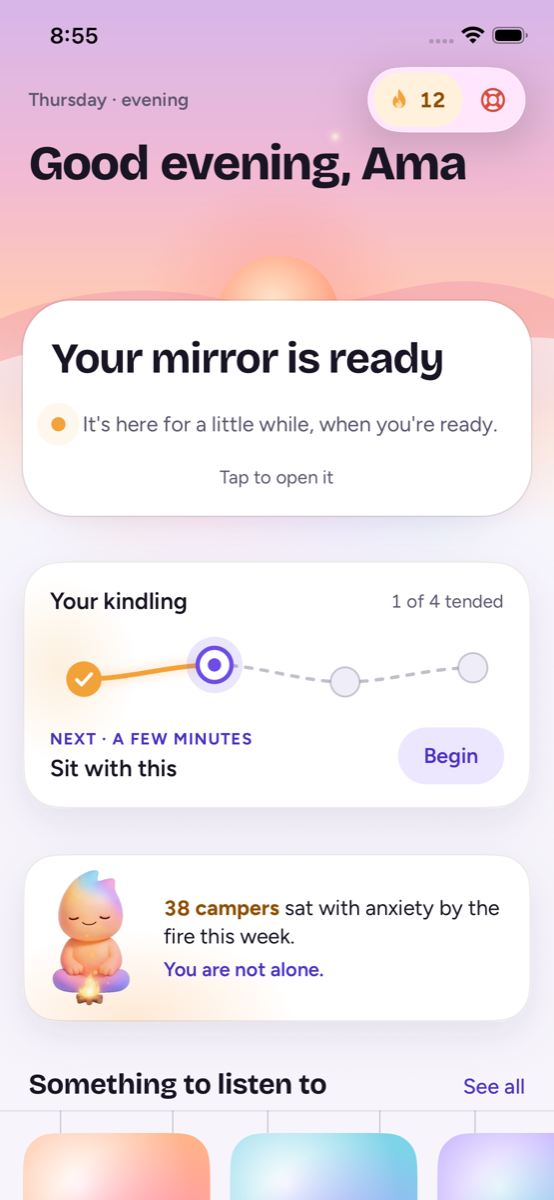 8:55
Thursday · evening
12
Good evening, Ama
Your mirror is ready
It's here for a little while, when you're ready.
Tap to open it
Your kindling
1 of 4 tended
NEXT · A FEW MINUTES
Sit with this
Begin
38 campers sat with anxiety by the
fire this week.
You are not alone.
Something to listen to
See all